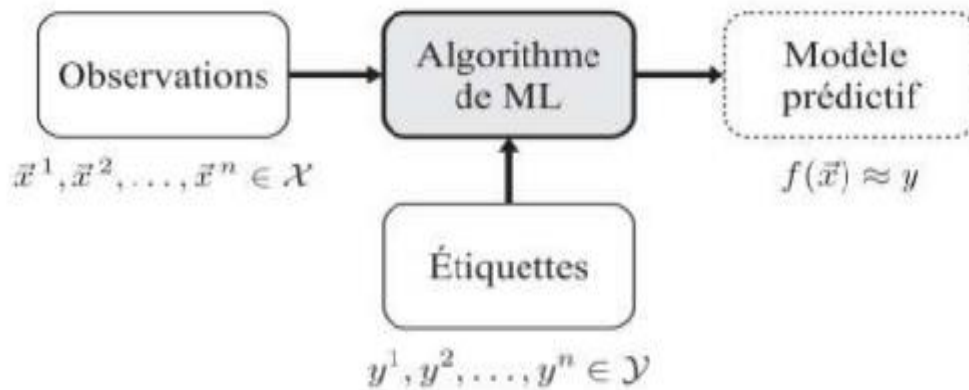 Observations
Algorithme
de ML
Modèle
prédictif
x⃗¹, x⃗², . . . , x⃗ⁿ ∈ 𝒳
f(x⃗) ≈ y
Étiquettes
y¹, y², . . . , yⁿ ∈ 𝒴